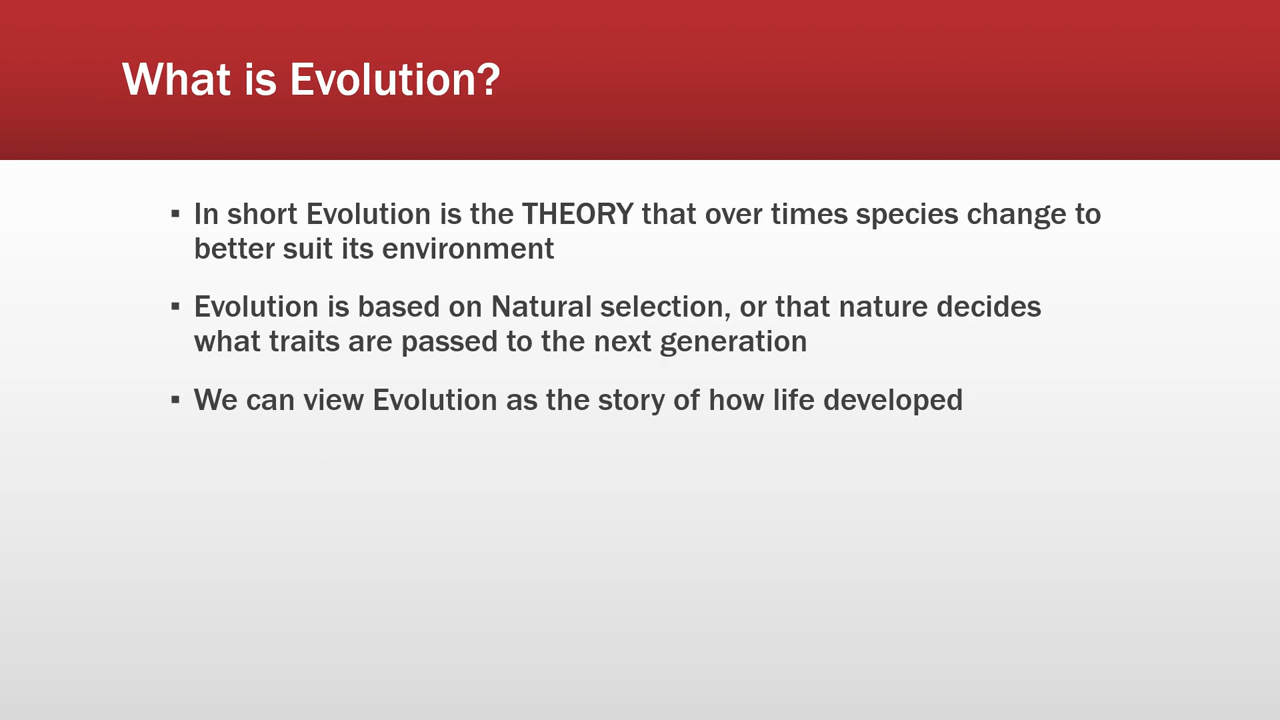 What is Evolution?
▪ In short Evolution is the THEORY that over times species change to
better suit its environment
▪ Evolution is based on Natural selection, or that nature decides
what traits are passed to the next generation
▪ We can view Evolution as the story of how life developed